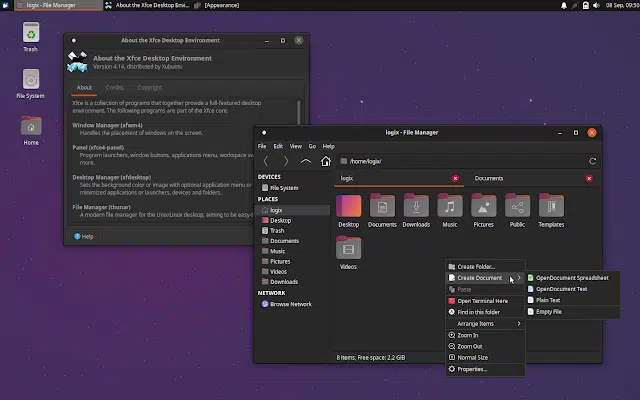 logix - File Manager
About the Xfce Desktop Envi...
[Appearance]
08 Sep, 09:50
Trash
File System
Home
About the Xfce Desktop Environment
About the Xfce Desktop Environment
Version 4.14, distributed by Xubuntu
About Credits Copyright
Xfce is a collection of programs that together provide a full-featured desktop
environment. The following programs are part of the Xfce core:
Window Manager (xfwm4)
Handles the placement of windows on the screen.
Panel (xfce4-panel)
Program launchers, window buttons, applications menu, workspace
more.
Desktop Manager (xfdesktop)
Sets the background color or image with optional application menu or
minimized applications or launchers, devices and folders.
File Manager (thunar)
A modern file manager for the Unix/Linux desktop, aiming to be easy-
Help
logix - File Manager
File Edit View Go Help
/home/logix/
DEVICES
File System
PLACES
logix
Desktop
Trash
Documents
Music
Pictures
Videos
Downloads
NETWORK
Browse Network
logix
Documents
Desktop Documents Downloads Music Pictures Public Templates
Videos
Create Folder...
Create Document
Paste
Open Terminal Here
Find in this folder
Arrange Items
Zoom In
Zoom Out
Normal Size
Properties...
OpenDocument Spreadsheet
OpenDocument Text
Plain Text
Empty File
8 items, Free space: 2.2 GiB